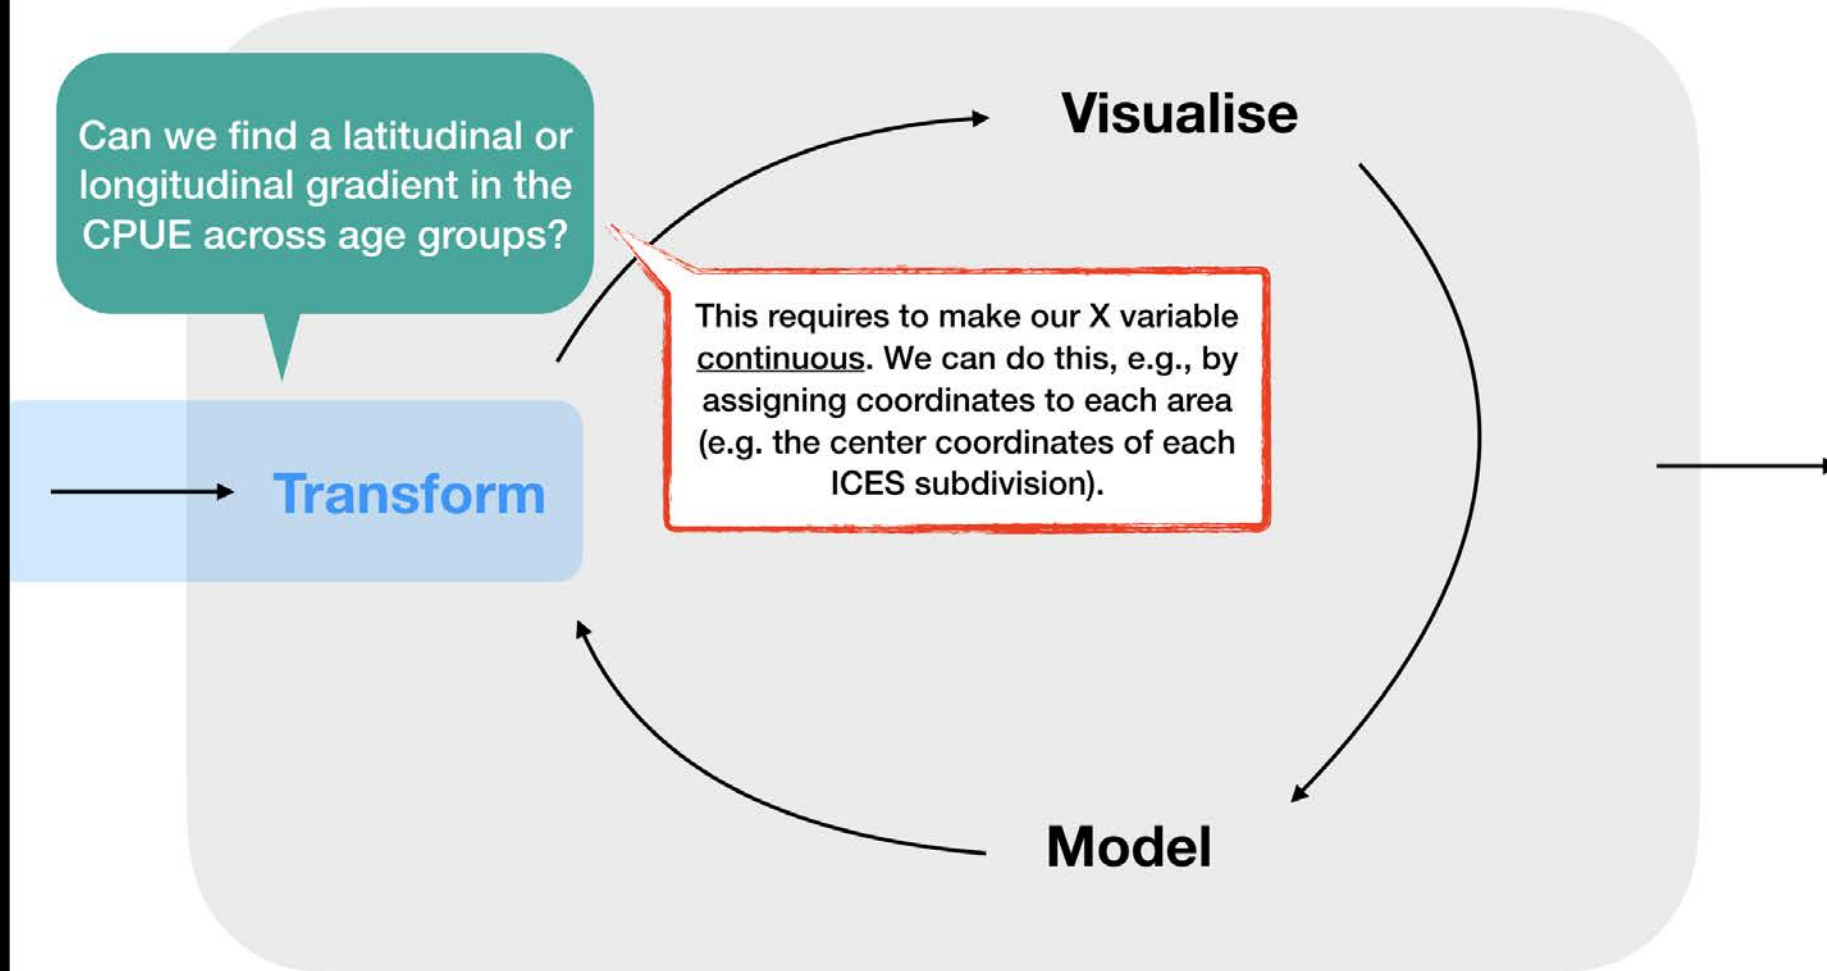 Can we find a latitudinal or
longitudinal gradient in the
CPUE across age groups?
Visualise
This requires to make our X variable
continuous. We can do this, e.g., by
assigning coordinates to each area
(e.g. the center coordinates of each
ICES subdivision).
Transform
Model